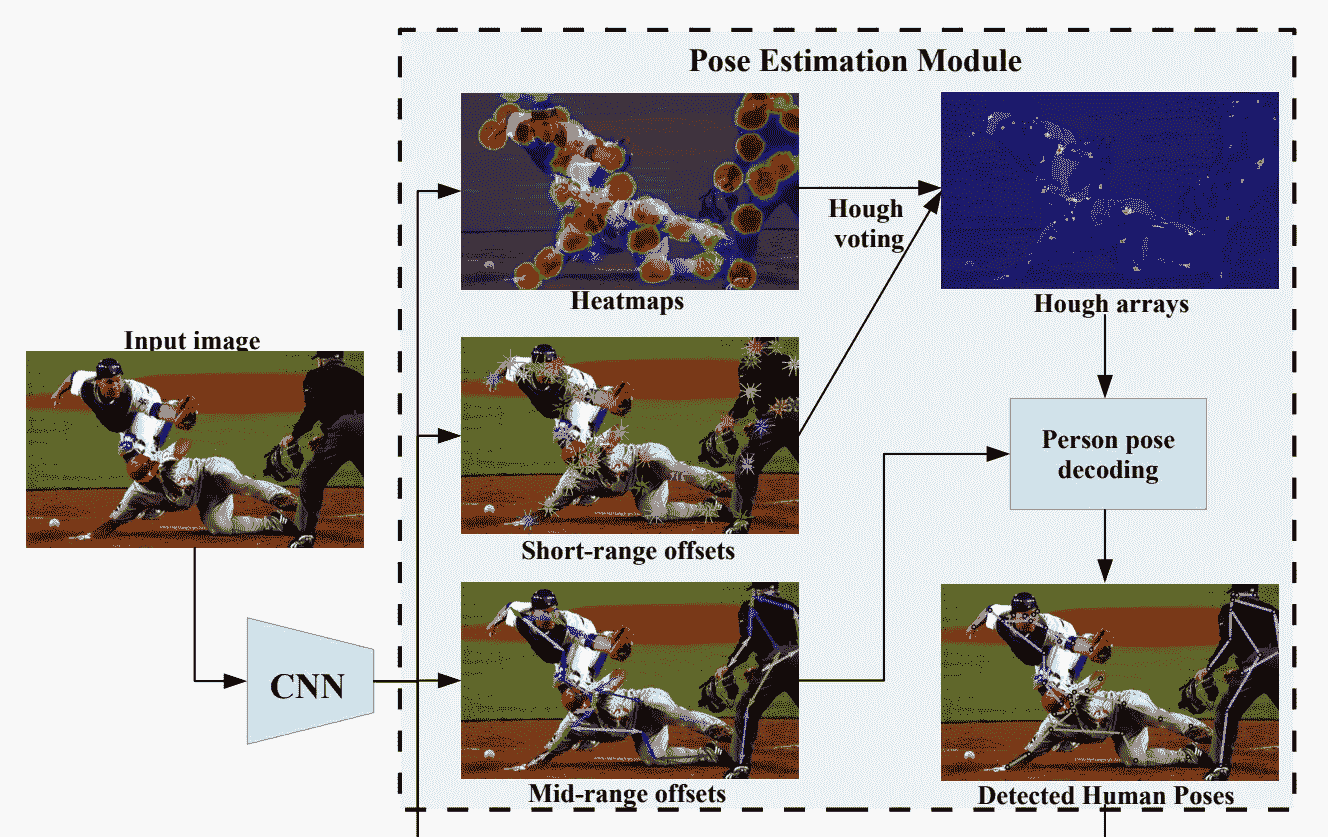 Pose Estimation Module
Hough
voting
Heatmaps
Hough arrays
Input image
Person pose
decoding
Short-range offsets
CNN
Mid-range offsets
Detected Human Poses